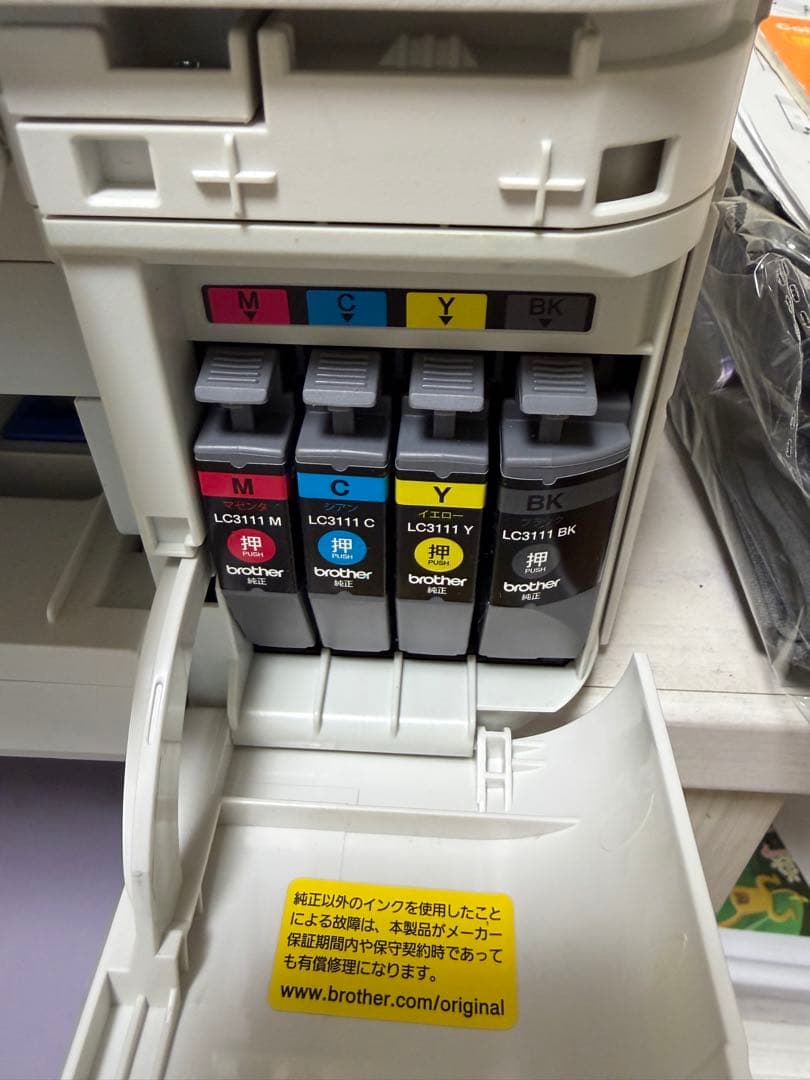 M
C
Y
BK
M
マゼンタ
LC3111 M
押
PUSH
brother
純正
C
シアン
LC3111 C
押
PUSH
brother
純正
Y
イエロー
LC3111 Y
押
PUSH
brother
純正
BK
ブラック
LC3111 BK
押
PUSH
brother
純正
純正以外のインクを使用したこと
による故障は、本製品がメーカー
保証期間内や保守契約時であって
も有償修理になります。
www.brother.com/original